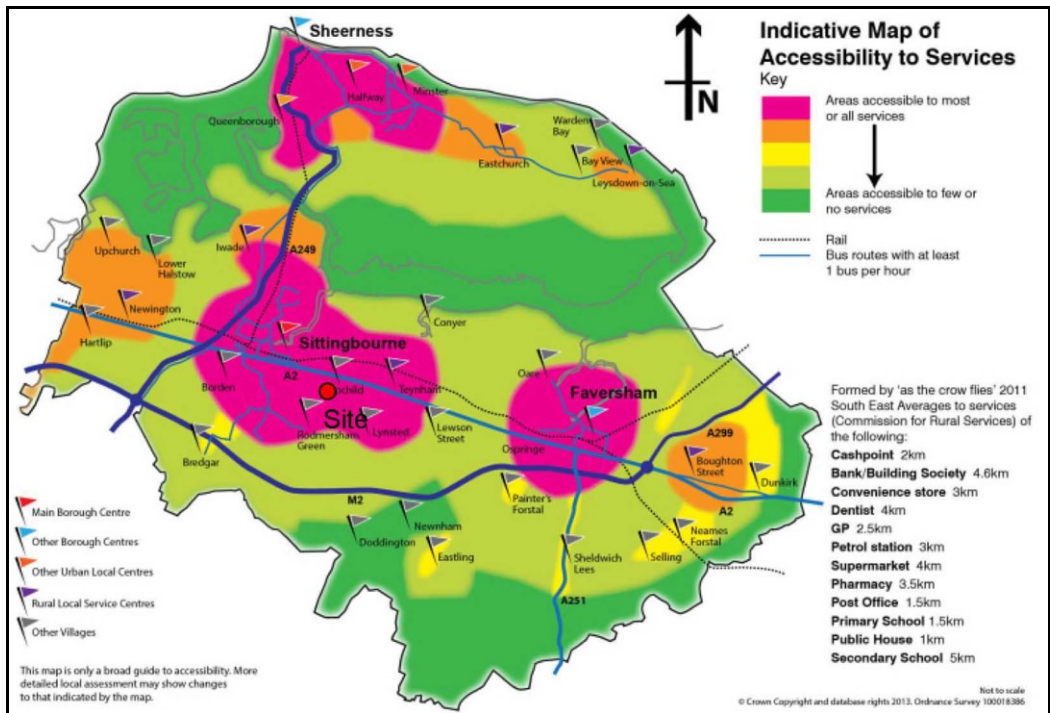 Indicative Map of
Accessibility to Services
Key
Areas accessible to most
or all services
Areas accessible to few or
no services
Rail
Bus routes with at least
1 bus per hour
N
Sheerness
Halfway
Minster
Queenborough
Eastchurch
Warden
Bay
Bay View
Leysdown-on-Sea
Upchurch
Lower
Halstow
Iwade
A249
Newington
Hartlip
Conyer
Sittingbourne
Borden
A2
pchild
Teynham
Site
Rodmersham
Green
Lynsted
Lewson
Street
Bredgar
M2
Oare
Faversham
Ospringe
A299
Boughton
Street
Dunkirk
A2
Painter's
Forstal
Newnham
Doddington
Eastling
Sheldwich
Lees
Selling
Neames
Forstal
A251
Formed by 'as the crow flies' 2011
South East Averages to services
(Commission for Rural Services) of
the following:
Cashpoint 2km
Bank/Building Society 4.6km
Convenience store 3km
Dentist 4km
GP 2.5km
Petrol station 3km
Supermarket 4km
Pharmacy 3.5km
Post Office 1.5km
Primary School 1.5km
Public House 1km
Secondary School 5km
Main Borough Centre
Other Borough Centres
Other Urban Local Centres
Rural Local Service Centres
Other Villages
This map is only a broad guide to accessibility. More
detailed local assessment may show changes
to that indicated by the map.
Not to scale
© Crown Copyright and database rights 2013. Ordnance Survey 100018386